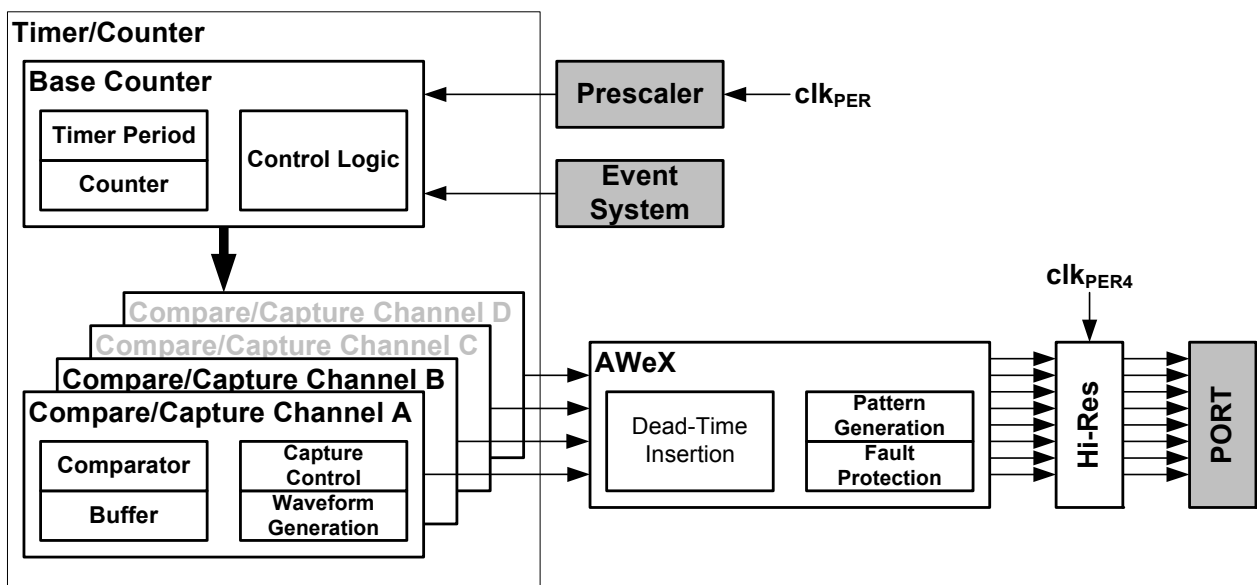 Timer/Counter
Base Counter
Timer Period
Counter
Control Logic
Prescaler
clkPER
Event
System
Compare/Capture Channel D
Compare/Capture Channel C
Compare/Capture Channel B
Compare/Capture Channel A
Comparator
Buffer
Capture
Control
Waveform
Generation
AWeX
Dead-Time
Insertion
Pattern
Generation
Fault
Protection
clkPER4
Hi-Res
PORT